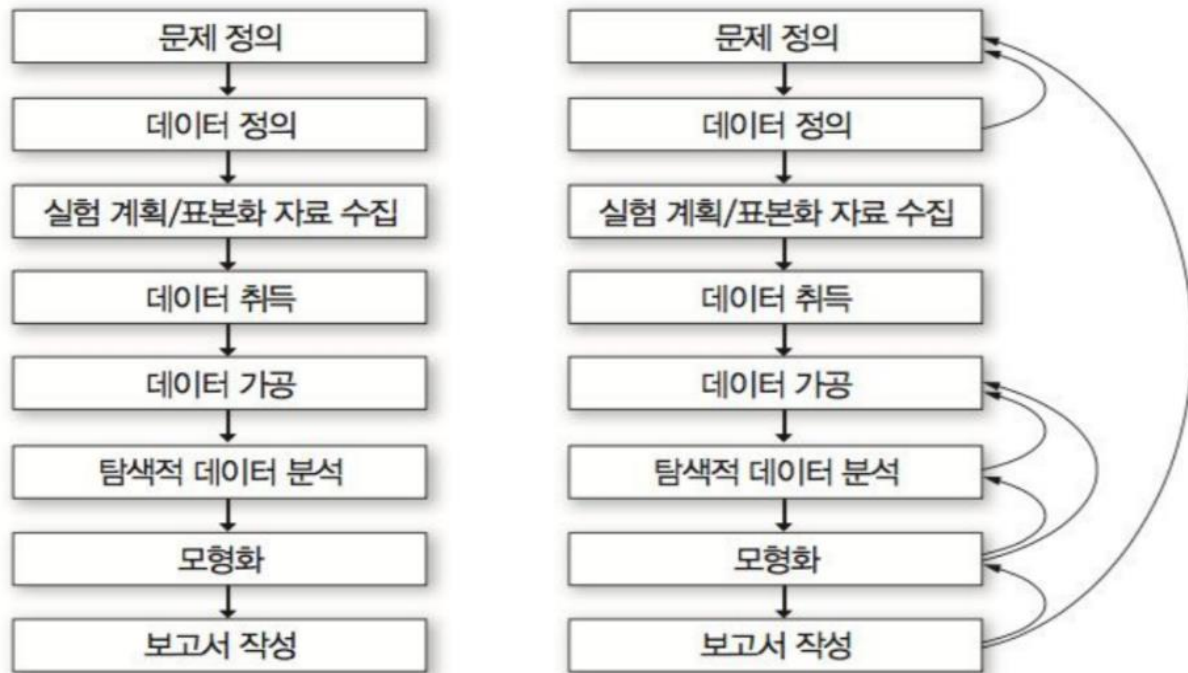 문제 정의
데이터 정의
실험 계획/표본화 자료 수집
데이터 취득
데이터 가공
탐색적 데이터 분석
모형화
보고서 작성
문제 정의
데이터 정의
실험 계획/표본화 자료 수집
데이터 취득
데이터 가공
탐색적 데이터 분석
모형화
보고서 작성